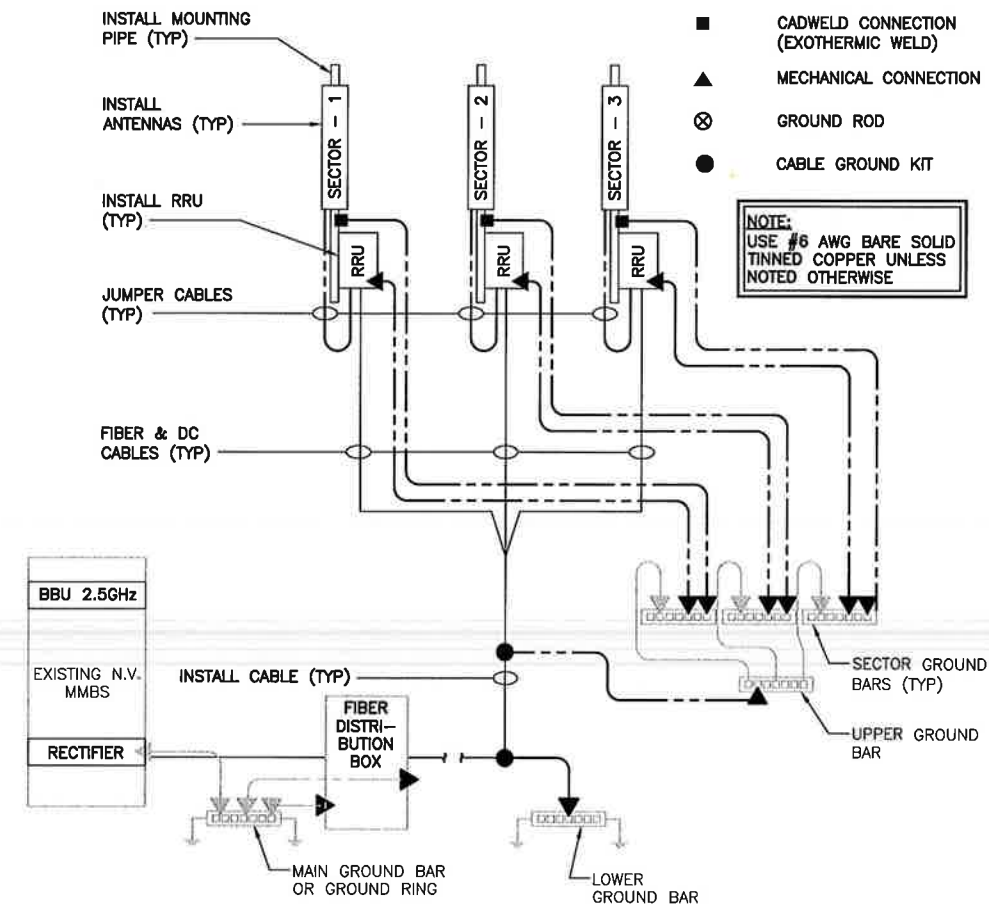 INSTALL MOUNTING
PIPE (TYP)
INSTALL
ANTENNAS (TYP)
INSTALL RRU
(TYP)
JUMPER CABLES
(TYP)
FIBER & DC
CABLES (TYP)
SECTOR - 1
SECTOR - 2
SECTOR - 3
RRU
RRU
RRU
CADWELD CONNECTION
(EXOTHERMIC WELD)
MECHANICAL CONNECTION
GROUND ROD
CABLE GROUND KIT
NOTE:
USE #6 AWG BARE SOLID
TINNED COPPER UNLESS
NOTED OTHERWISE
BBU 2.5GHz
EXISTING N.V.
MMBS
RECTIFIER
INSTALL CABLE (TYP)
FIBER
DISTRI-
BUTION
BOX
SECTOR GROUND
BARS (TYP)
UPPER GROUND
BAR
MAIN GROUND BAR
OR GROUND RING
LOWER
GROUND BAR